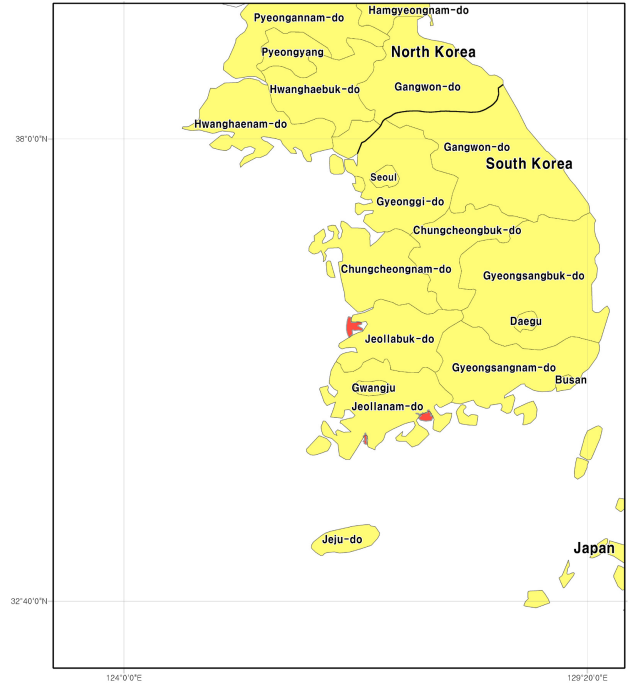 Hamgyeongnam-do
Pyeongannam-do
Pyeongyang
North Korea
Hwanghaebuk-do
Gangwon-do
Hwanghaenam-do
38°0'0"N
Gangwon-do
South Korea
Seoul
Gyeonggi-do
Chungcheongbuk-do
Chungcheongnam-do
Gyeongsangbuk-do
Daegu
Jeollabuk-do
Gyeongsangnam-do
Busan
Gwangju
Jeollanam-do
Jeju-do
Japan
32°40'0"N
124°0'0"E
129°20'0"E